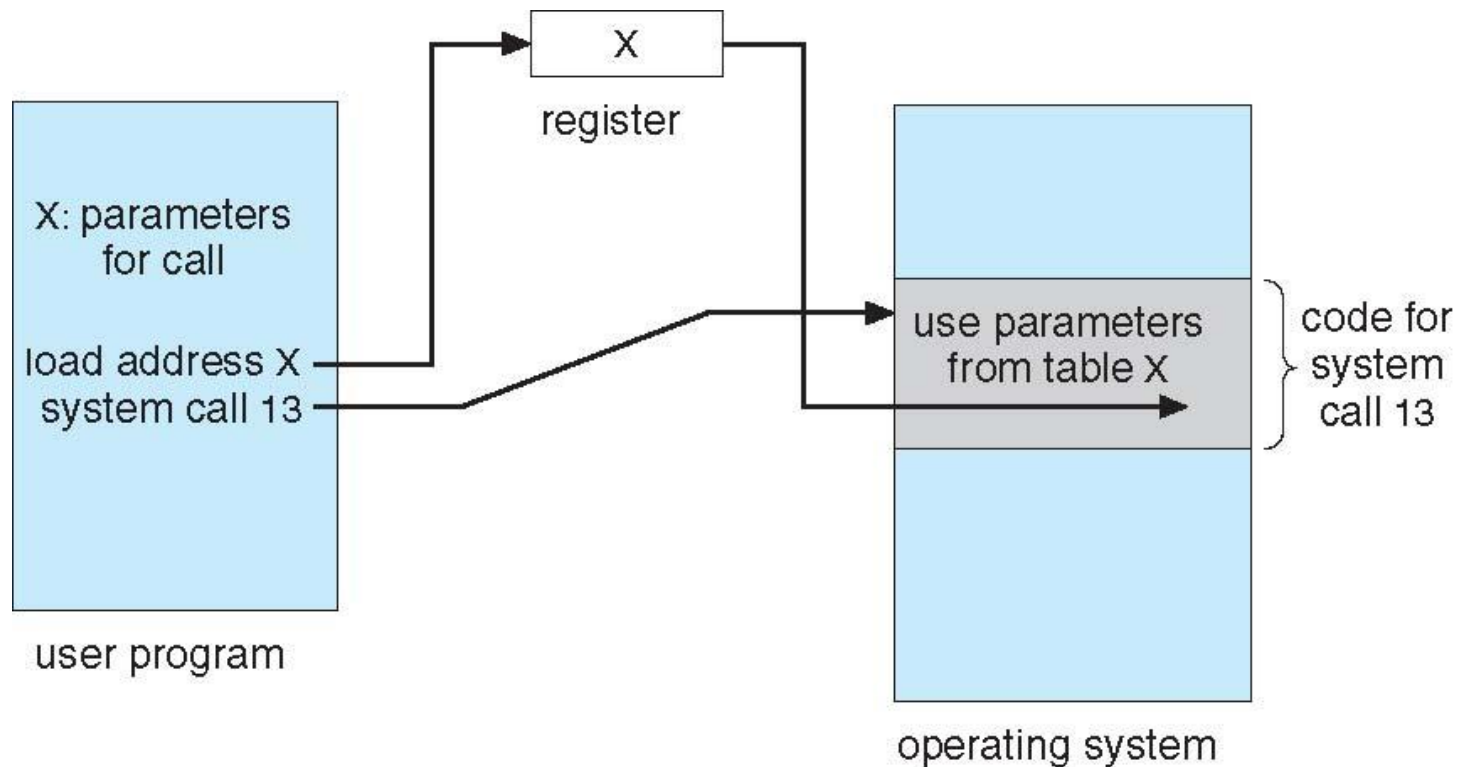 X
register
X: parameters
for call
load address X
system call 13
user program
use parameters
from table X
code for
system
call 13
operating system